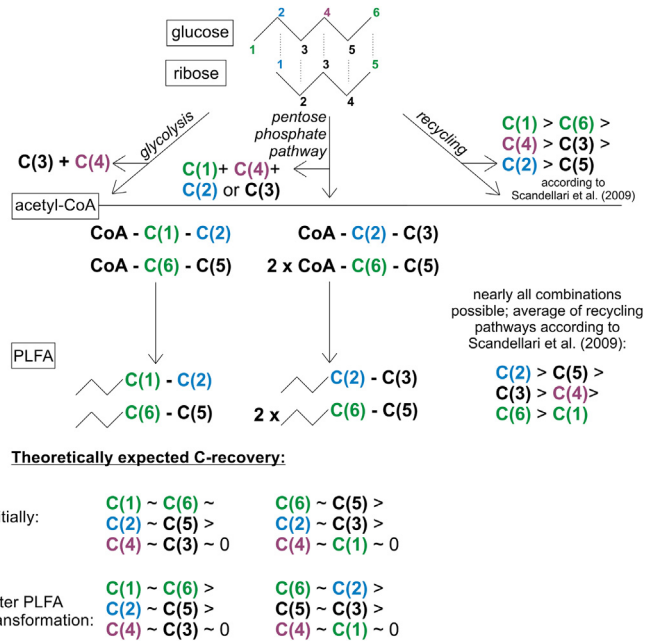 2 4 6
glucose
1 3 5
ribose
1 3 5
2 4
glycolysis
pentose
phosphate
pathway
recycling
C(3) + C(4)
C(1)+ C(4)+
C(2) or C(3)
C(1) > C(6) >
C(4) > C(3) >
C(2) > C(5)
according to
Scandellari et al. (2009)
acetyl-CoA
CoA - C(1) - C(2)
CoA - C(6) - C(5)
CoA - C(2) - C(3)
2 x CoA - C(6) - C(5)
nearly all combinations
possible; average of recycling
pathways according to
Scandellari et al. (2009):
C(2) > C(5) >
C(3) > C(4)>
C(6) > C(1)
PLFA
C(1) - C(2)
C(6) - C(5)
C(2) - C(3)
2 x C(6) - C(5)
Theoretically expected C-recovery:
tially:
C(1) ~ C(6) ~
C(2) ~ C(5) >
C(4) ~ C(3) ~ 0
C(6) ~ C(5) >
C(2) ~ C(3) >
C(4) ~ C(1) ~ 0
ter PLFA
nsformation:
C(1) ~ C(6) >
C(2) ~ C(5) >
C(4) ~ C(3) ~ 0
C(6) ~ C(2) >
C(5) ~ C(3) >
C(4) ~ C(1) ~ 0